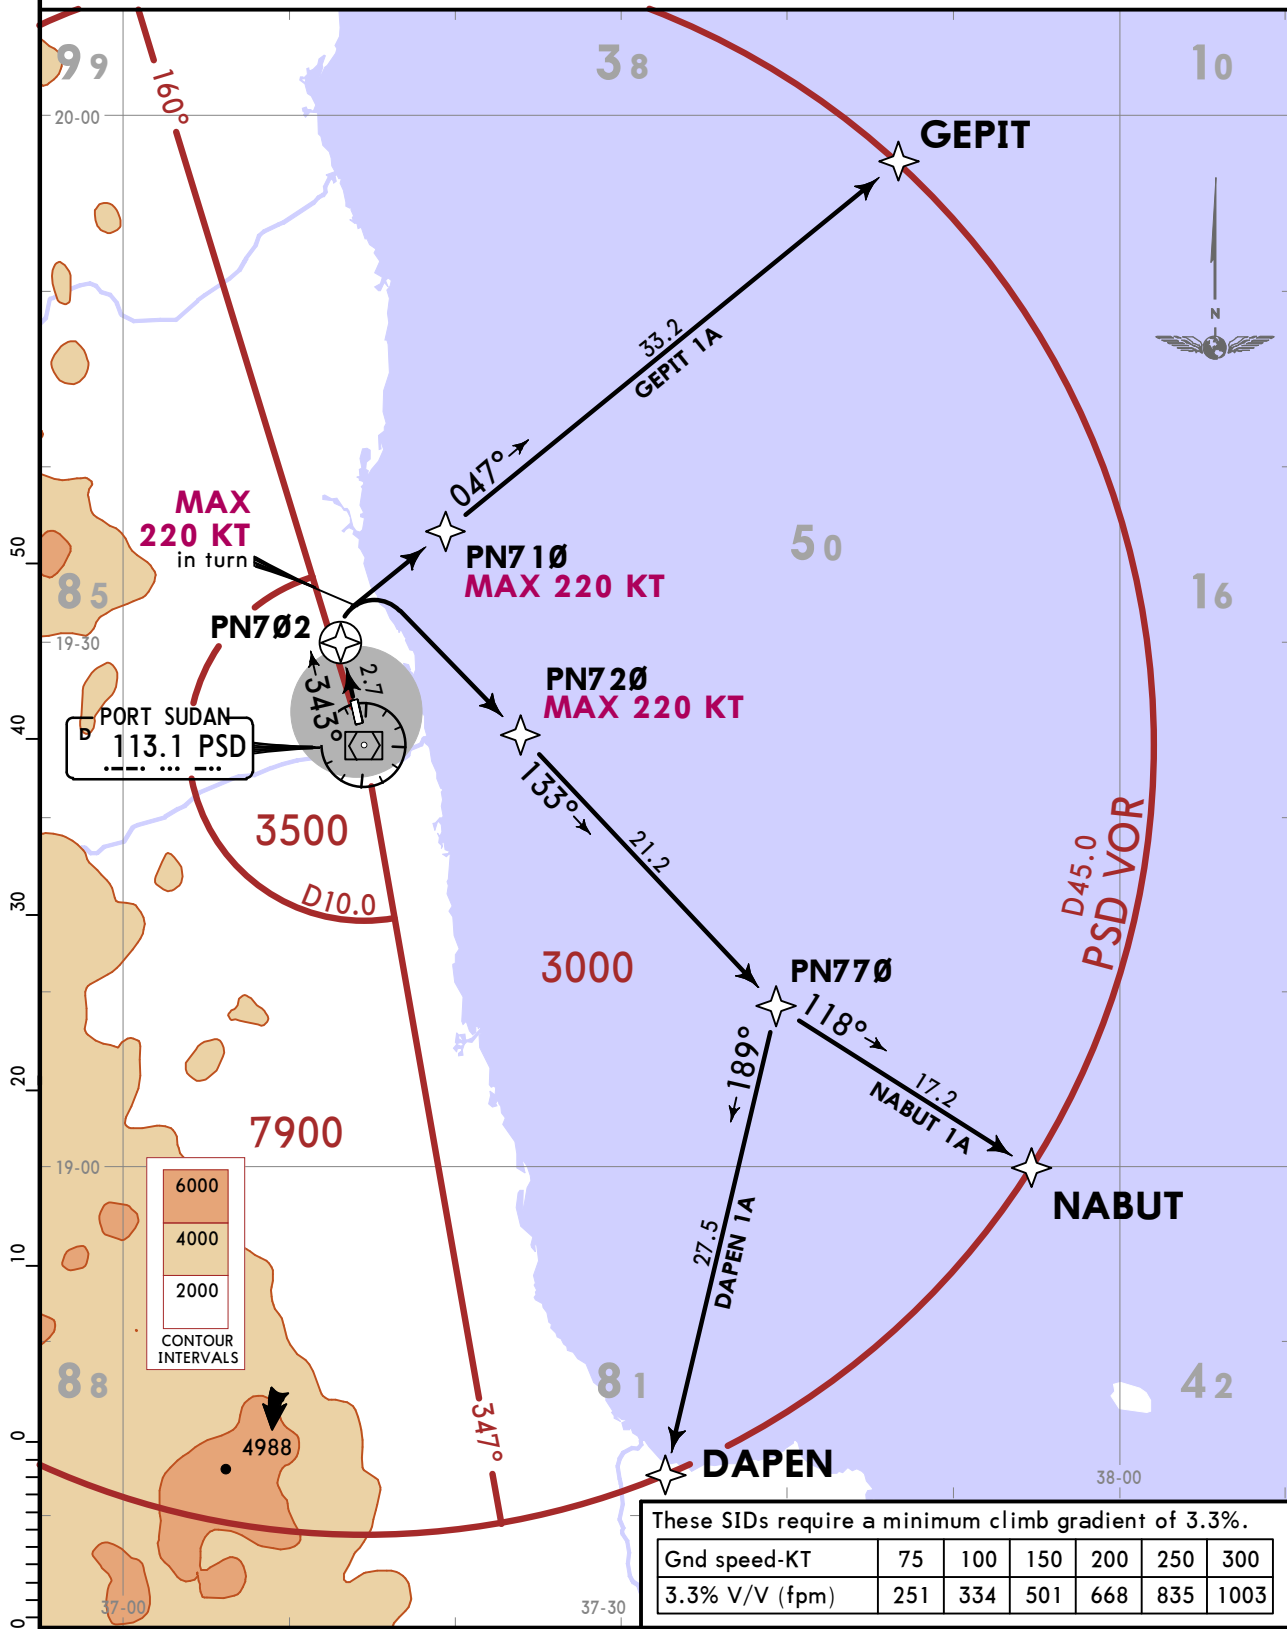 99
38
10
20-00
160°
GEPIT
N
33.2
GEPIT 1A
047°→
MAX
220 KT
in turn
PN71Ø
MAX 220 KT
50
50
85
16
PN7Ø2
19-30
2.7
←343°
PN72Ø
MAX 220 KT
40
PORT SUDAN
D 113.1 PSD
.--. ... -..
133°→
21.2
3500
D10.0
D45.0
PSD VOR
30
3000
PN77Ø
118°→
←189°
17.2
NABUT 1A
20
7900
19-00
NABUT
6000
4000
2000
CONTOUR
INTERVALS
27.5
DAPEN 1A
10
88
81
42
347°
4988
0
DAPEN
38-00
These SIDs require a minimum climb gradient of 3.3%.
Gnd speed-KT 75 100 150 200 250 300
3.3% V/V (fpm) 251 334 501 668 835 1003
37-00
37-30
0